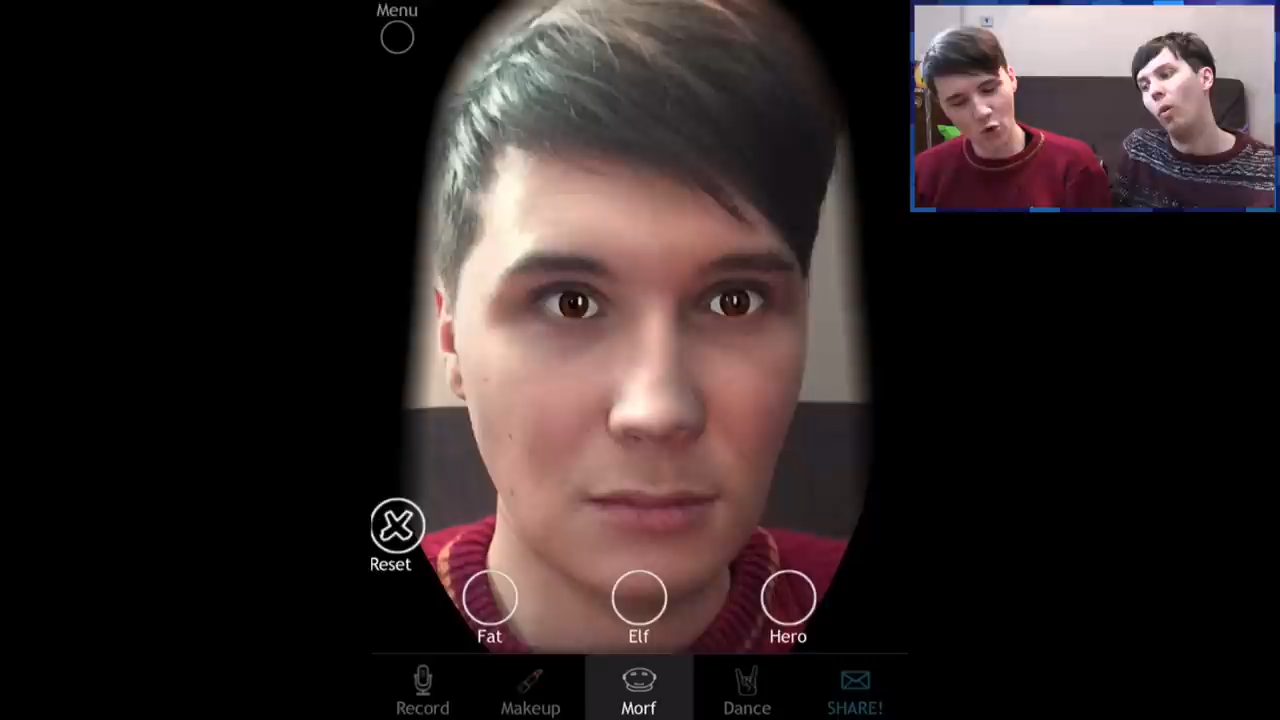 Menu
Reset
Fat
Elf
Hero
Record
Makeup
Morf
Dance
SHARE!